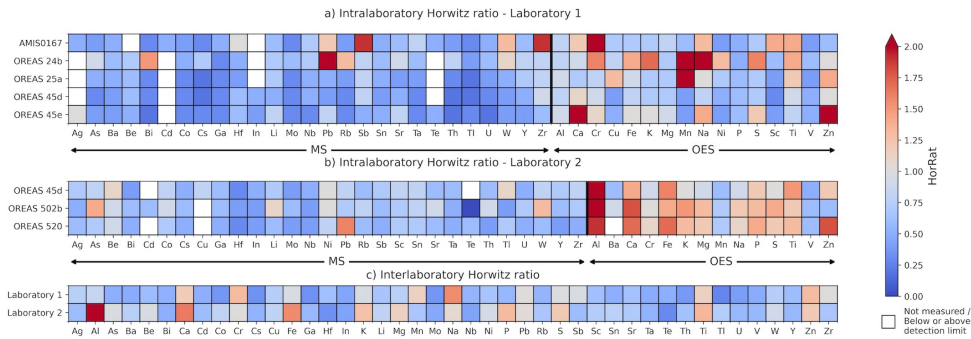 a) Intralaboratory Horwitz ratio - Laboratory 1
AMIS0167
OREAS 24b
OREAS 25a
OREAS 45d
OREAS 45e
Ag As Ba Be Bi Cd Co Cs Ga Hf In Li Mo Nb Pb Rb Sb Sn Sr Ta Te Th Tl U W Y Zr Al Ca Cr Cu Fe K Mg Mn Na Ni P S Sc Ti V Zn
MS OES
b) Intralaboratory Horwitz ratio - Laboratory 2
OREAS 45d
OREAS 502b
OREAS 520
Ag As Be Bi Cd Co Cs Cu Ga Hf In Li Mo Nb Ni Pb Rb Sb Sc Sn Sr Ta Te Th Tl U W Y Zr Al Ba Ca Cr Fe K Mg Mn Na P S Ti V Zn
MS OES
c) Interlaboratory Horwitz ratio
Laboratory 1
Laboratory 2
Ag Al As Ba Be Bi Ca Cd Co Cr Cs Cu Fe Ga Hf In K Li Mg Mn Mo Na Nb Ni P Pb Rb S Sb Sc Sn Sr Ta Te Th Ti Tl U V W Y Zn Zr
2.00
1.75
1.50
1.25
1.00
0.75
0.50
0.25
0.00
HorRat
Not measured /
Below or above
detection limit